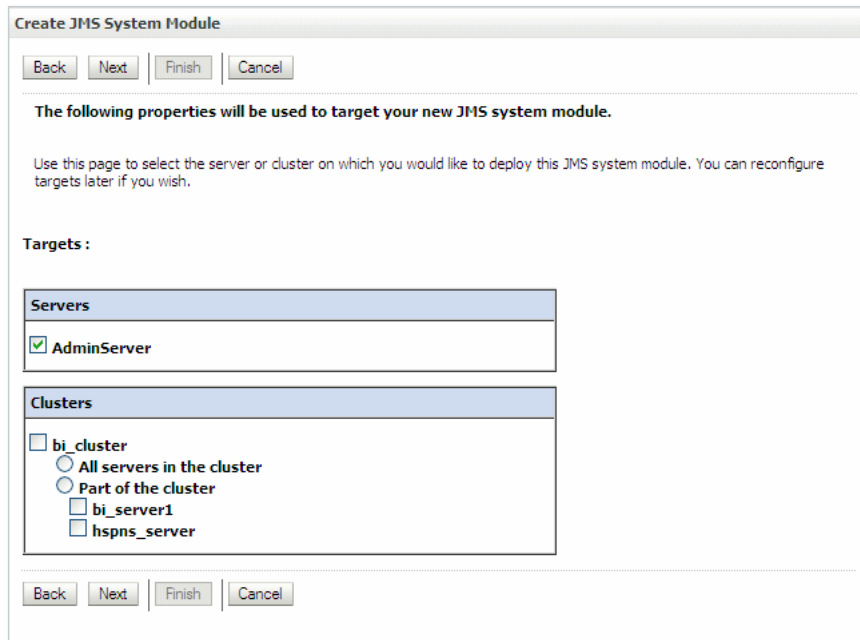 Create JMS System Module
Back Next Finish Cancel
The following properties will be used to target your new JMS system module.
Use this page to select the server or cluster on which you would like to deploy this JMS system module. You can reconfigure
targets later if you wish.
Targets :
Servers
AdminServer
Clusters
bi_cluster
All servers in the cluster
Part of the cluster
bi_server1
hspns_server
Back Next Finish Cancel